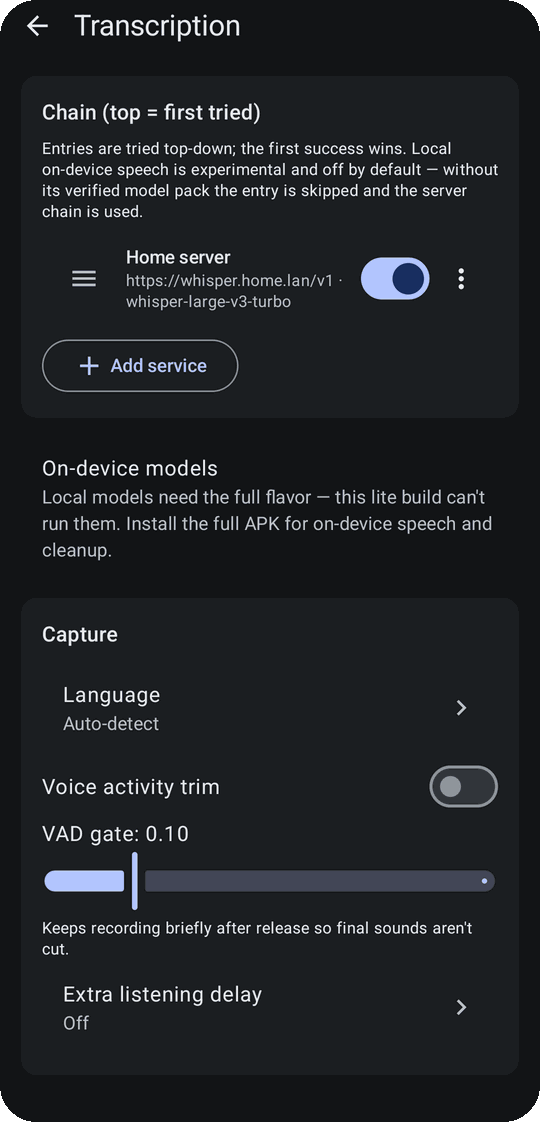 Transcription
Chain (top = first tried)
Entries are tried top-down; the first success wins. Local
on-device speech is experimental and off by default — without
its verified model pack the entry is skipped and the server
chain is used.
Home server
https://whisper.home.lan/v1 ·
whisper-large-v3-turbo
Add service
On-device models
Local models need the full flavor — this lite build can't
run them. Install the full APK for on-device speech and
cleanup.
Capture
Language
Auto-detect
Voice activity trim
VAD gate: 0.10
Keeps recording briefly after release so final sounds aren't
cut.
Extra listening delay
Off